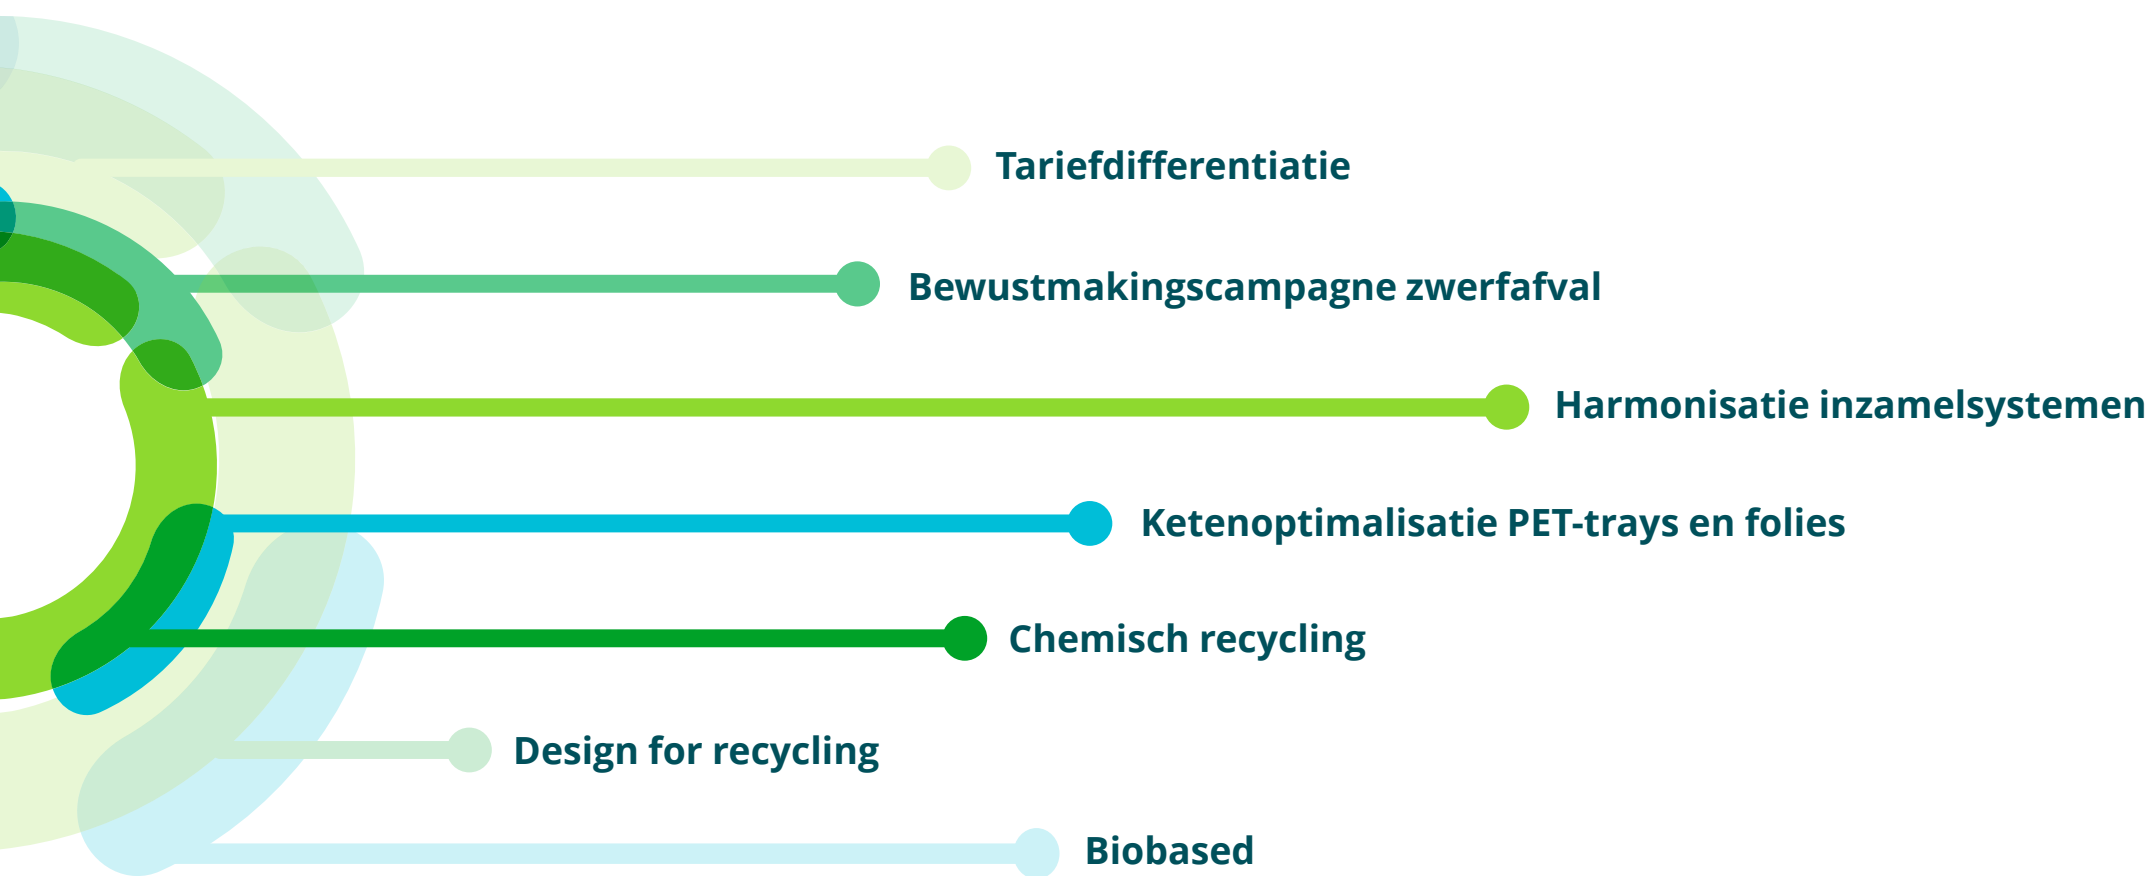 Tariefdifferentiatie
Bewustmakingscampagne zwerfafval
Harmonisatie inzamelsystemen
Ketenoptimalisatie PET-trays en folies
Chemisch recycling
Design for recycling
Biobased